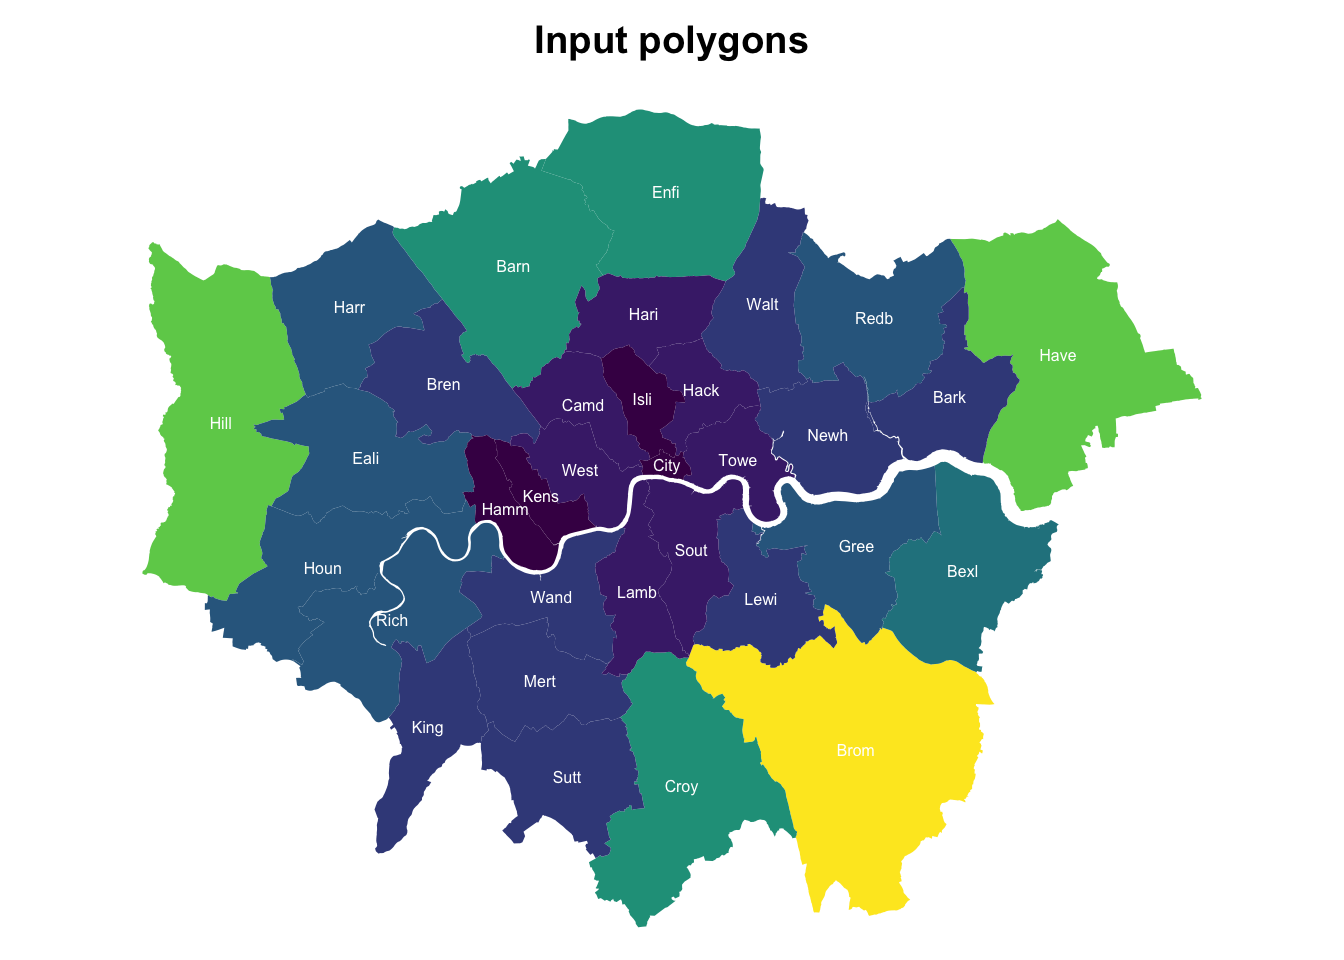 Input polygons
Enfi
Barn
Harr
Hari
Walt
Redb
Have
Bren
Hack
Bark
Isli
Camd
Hill
Newh
Eali
Towe
City
West
Kens
Hamm
Gree
Sout
Houn
Bexl
Lamb
Wand
Lewi
Rich
Mert
King
Brom
Sutt
Croy